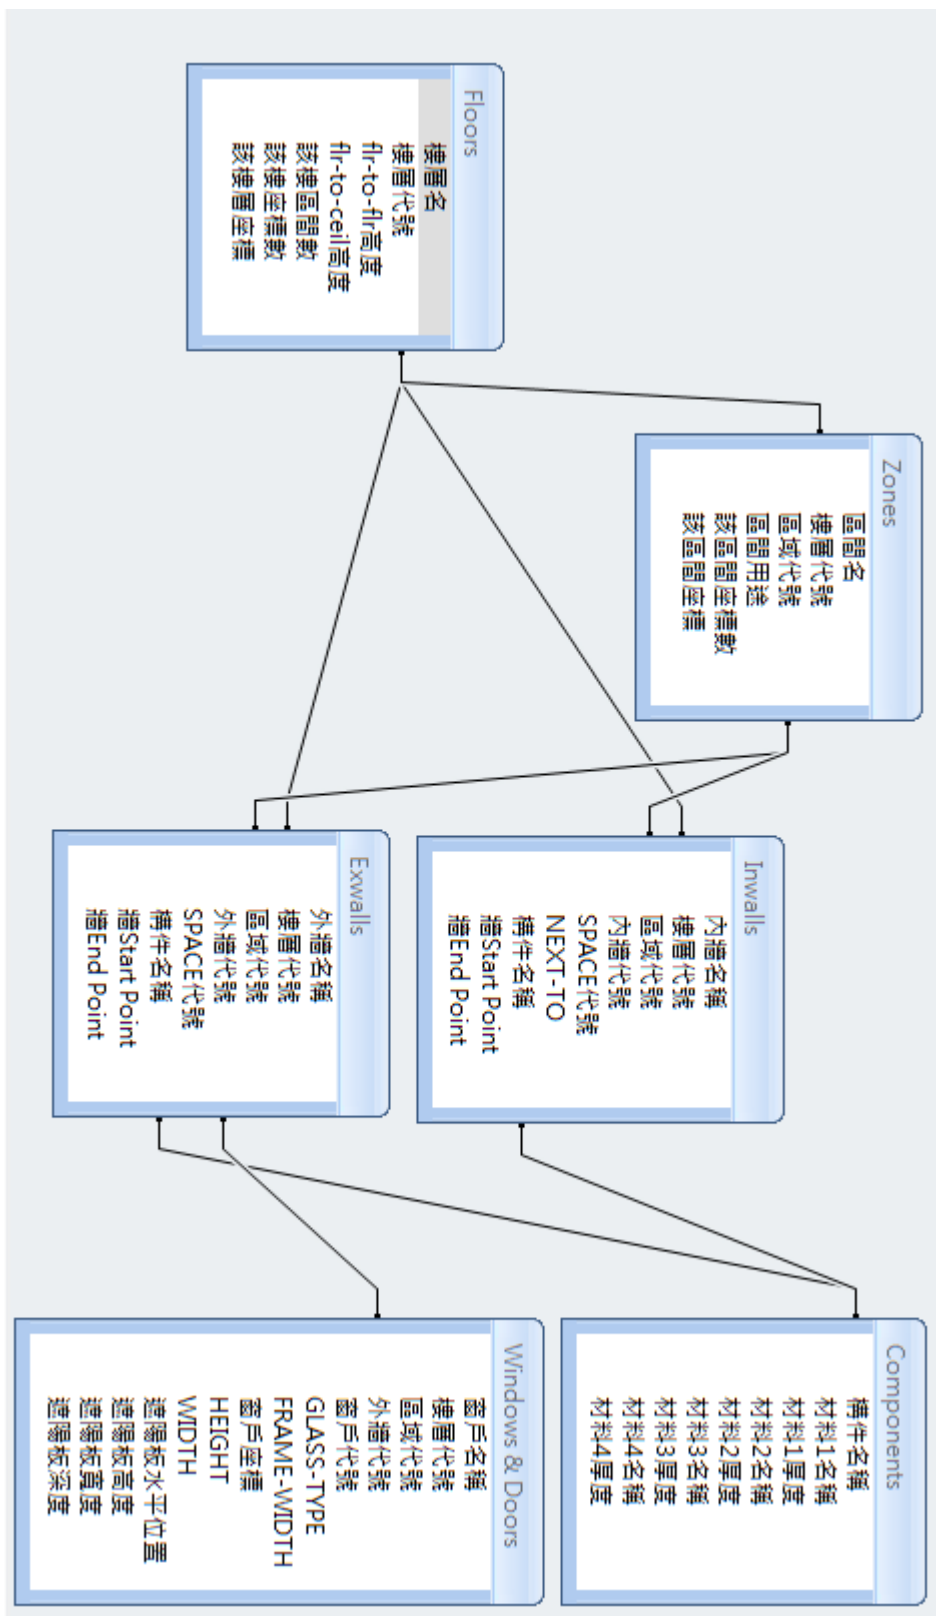 Floors
樓層名
樓層代號
flr-to-flr高度
flr-to-ceil高度
該樓區間數
該樓座標數
該樓層座標
Zones
區間名
樓層代號
區域代號
區間用途
該區間座標數
該區間座標
Inwalls
內牆名稱
樓層代號
區域代號
內牆代號
SPACE代號
NEXT-TO
構件名稱
牆Start Point
牆End Point
Exwalls
外牆名稱
樓層代號
區域代號
外牆代號
SPACE代號
構件名稱
牆Start Point
牆End Point
Components
構件名稱
材料1名稱
材料1厚度
材料2名稱
材料2厚度
材料3名稱
材料3厚度
材料4名稱
材料4厚度
Windows & Doors
窗戶名稱
樓層代號
區域代號
外牆代號
窗戶代號
GLASS-TYPE
FRAME-WIDTH
窗戶座標
HEIGHT
WIDTH
遮陽板水平位置
遮陽板高度
遮陽板寬度
遮陽板深度